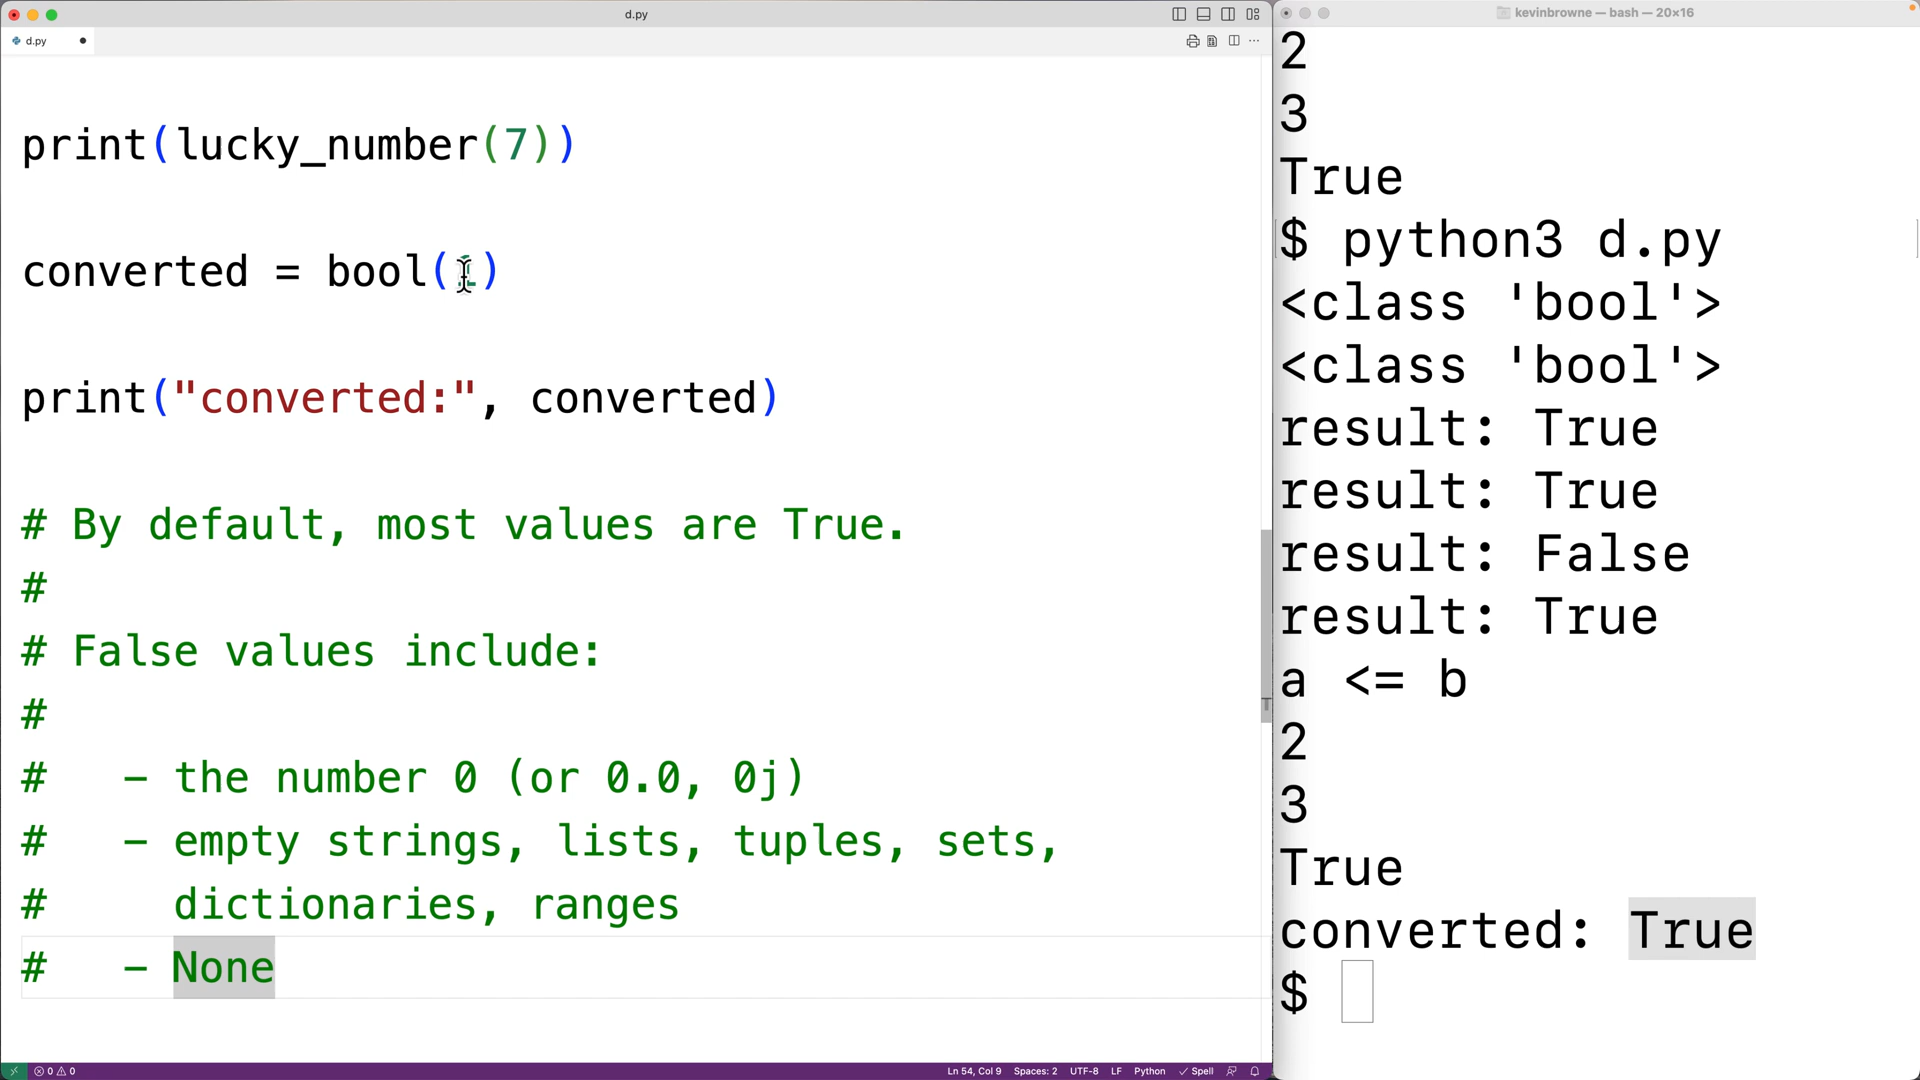 d.py
d.py
print(lucky_number(7))
converted = bool(1)
print("converted:", converted)
# By default, most values are True.
#
# False values include:
#
#   - the number 0 (or 0.0, 0j)
#   - empty strings, lists, tuples, sets,
#     dictionaries, ranges
#   - None
0 0
Ln 54, Col 9 Spaces: 2 UTF-8 LF Python Spell
kevinbrowne — bash — 20×16
2
3
True
$ python3 d.py
<class 'bool'>
<class 'bool'>
result: True
result: True
result: False
result: True
a <= b
2
3
True
converted: True
$